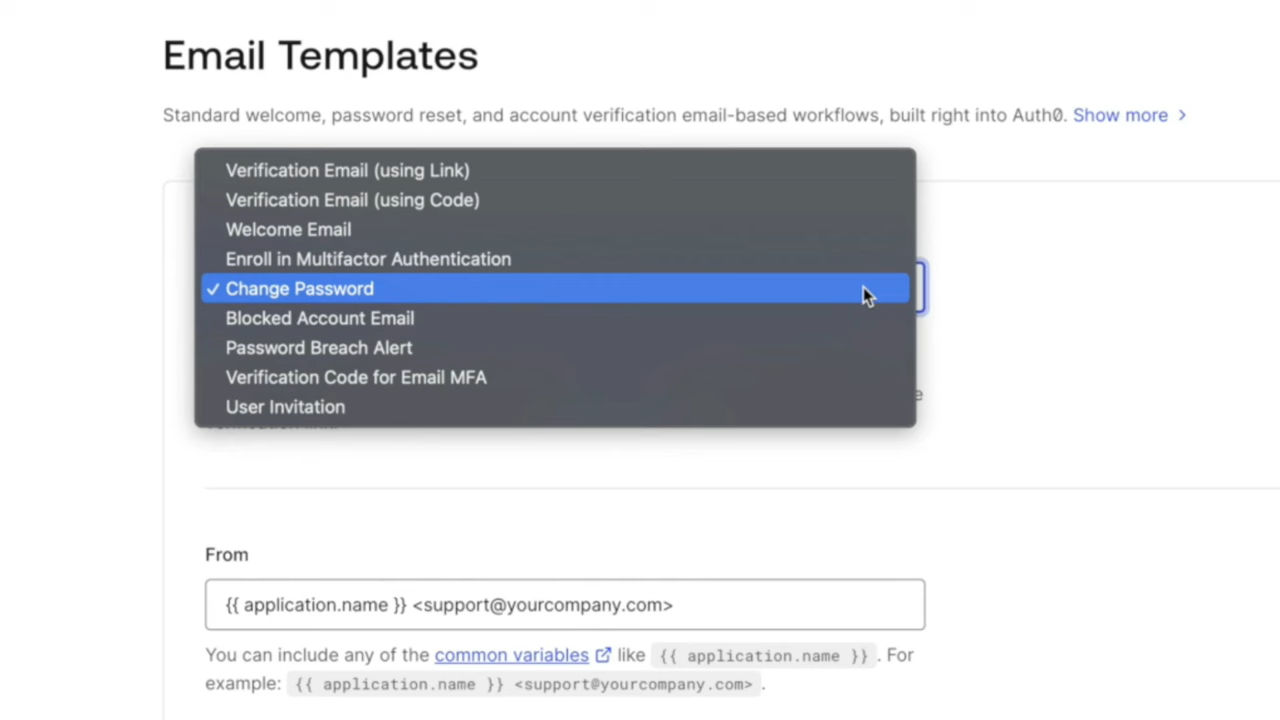 Email Templates
Standard welcome, password reset, and account verification email-based workflows, built right into Auth0. Show more >
Verification Email (using Link)
Verification Email (using Code)
Welcome Email
Enroll in Multifactor Authentication
✓ Change Password
Blocked Account Email
Password Breach Alert
Verification Code for Email MFA
User Invitation
From
{{ application.name }} <support@yourcompany.com>
You can include any of the common variables like {{ application.name }} . For
example: {{ application.name }} <support@yourcompany.com> .